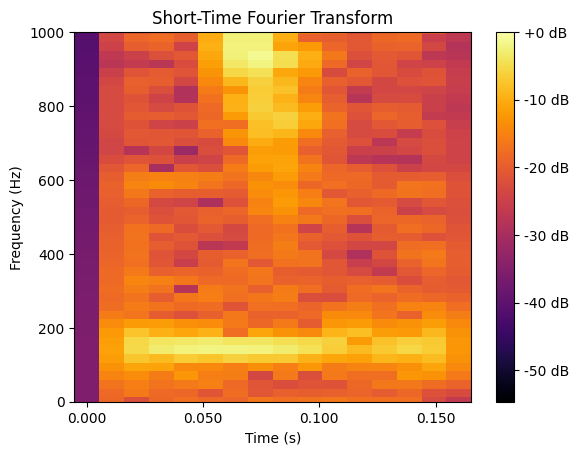 Short-Time Fourier Transform
1000
800
600
400
200
0
Frequency (Hz)
0.000
0.050
0.100
0.150
Time (s)
+0 dB
-10 dB
-20 dB
-30 dB
-40 dB
-50 dB